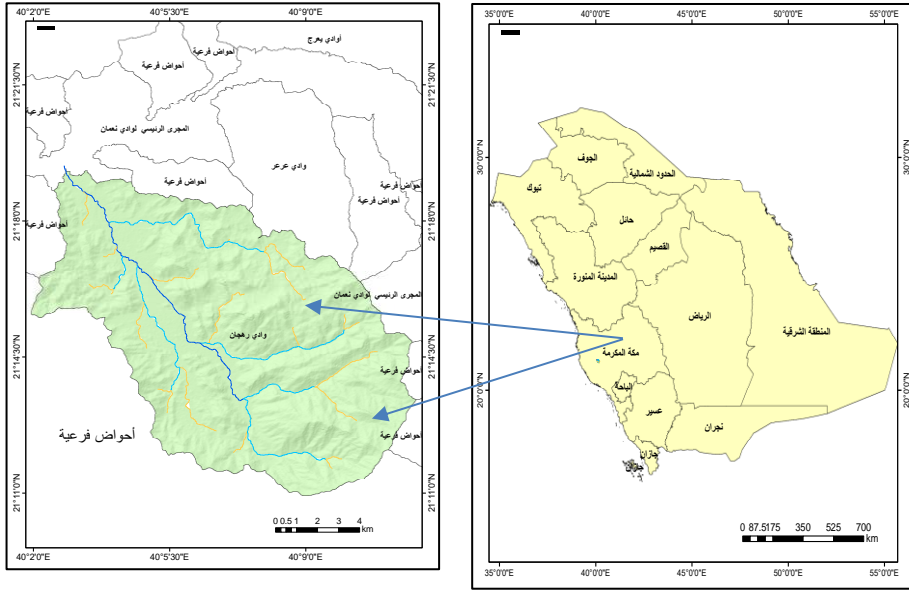 40°2'0"E
40°5'30"E
40°9'0"E
21°21'30"N
21°18'0"N
21°14'30"N
21°11'0"N
أوادي يعرج
أحواض فرعية
أحواض فرعية
أحواض فرعية
المجرى الرئيسي لوادي نعمان
وادي عرعر
أحواض فرعية
أحواض فرعية
أحواض فرعية
أحواض فرعية
المجرى الرئيسي لوادي نعمان
وادي رهجان
أحواض فرعية
أحواض فرعية
أحواض فرعية
0 0.5 1 2 3 4
km
21°21'30"N
21°18'0"N
21°14'30"N
21°11'0"N
40°2'0"E
40°5'30"E
40°9'0"E
35°0'0"E
40°0'0"E
45°0'0"E
50°0'0"E
55°0'0"E
30°0'0"N
20°0'0"N
الجوف
الحدود الشمالية
تبوك
حائل
القصيم
المدينة المنورة
الرياض
المنطقة الشرقية
مكة المكرمة
الباحة
عسير
نجران
جازان
جازان
0 87.5175 350 525 700
km
30°0'0"N
20°0'0"N
35°0'0"E
40°0'0"E
45°0'0"E
50°0'0"E
55°0'0"E